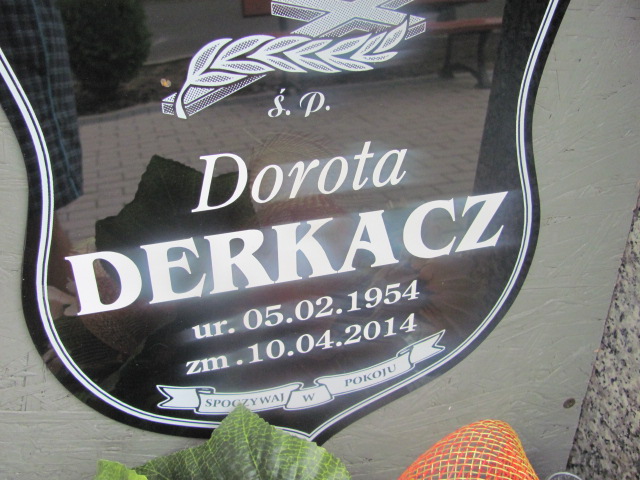 ś. p.
Dorota
DERKACZ
ur. 05.02.1954
zm. 10.04.2014
SPOCZYWAJ W POKOJU